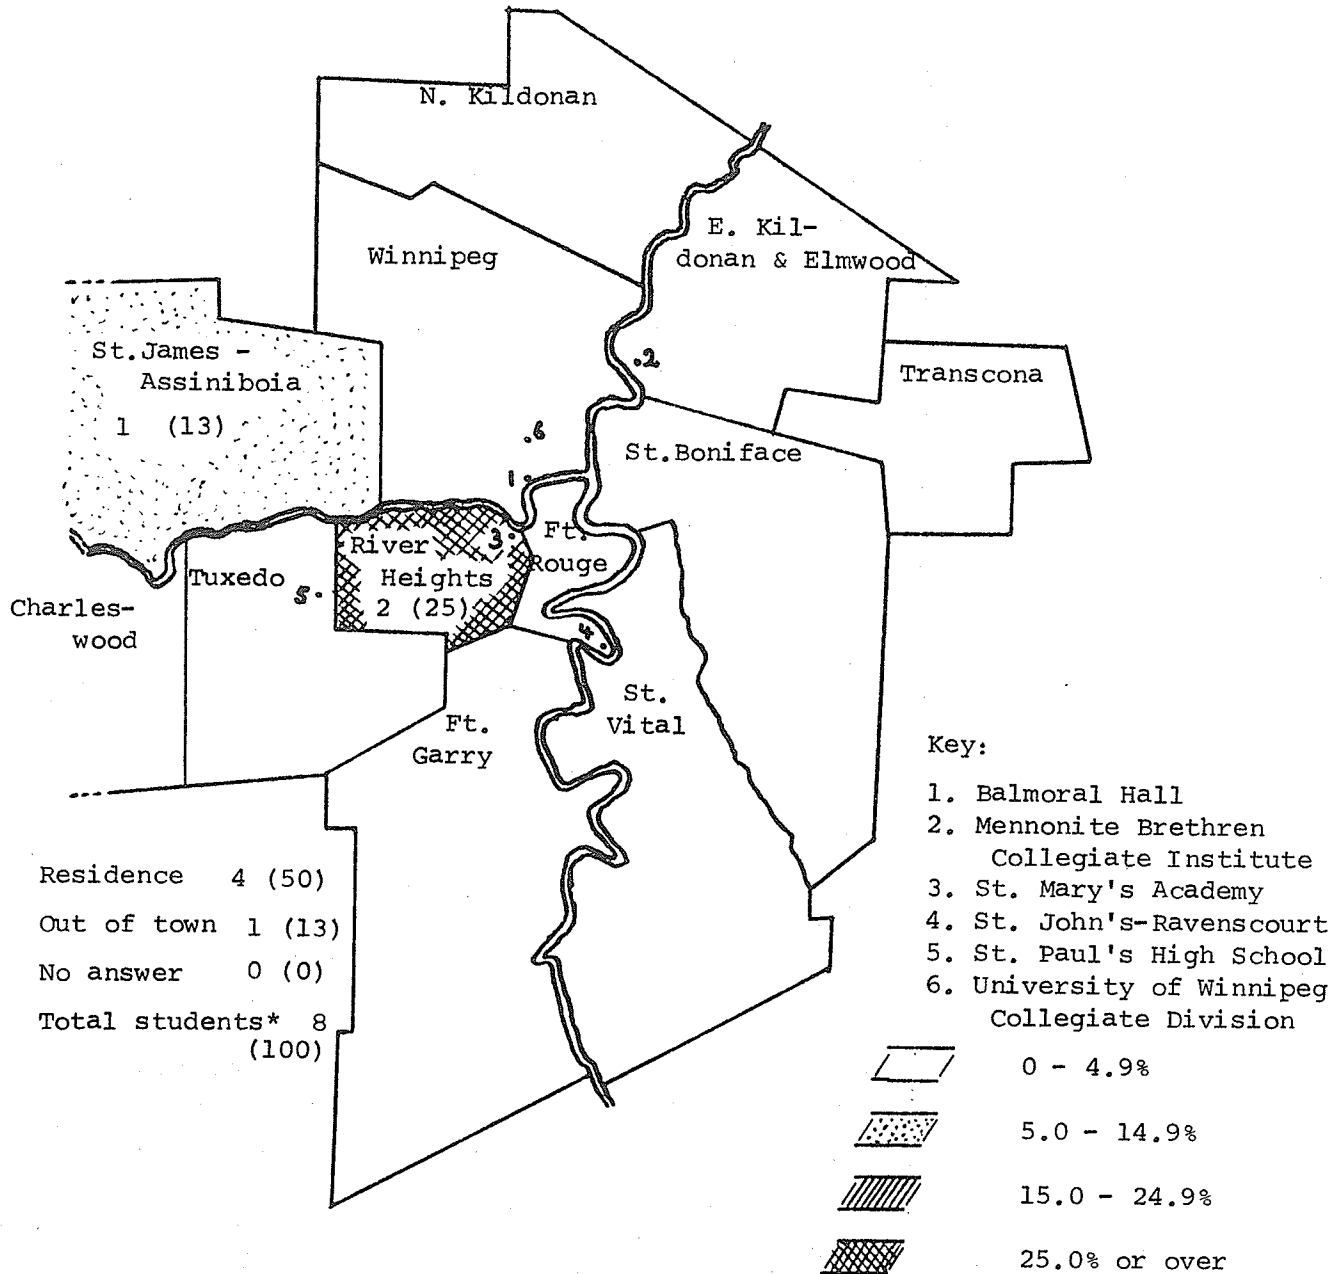 N. Kildonan
E. Kil-
donan & Elmwood
Winnipeg
St.James -
Assiniboia
1 (13)
.2
Transcona
.6
St.Boniface
1.
River
Heights
2 (25)
3.
Ft.
Rouge
Tuxedo
5.
Charles-
wood
4.
St.
Vital
Ft.
Garry
Residence 4 (50)
Out of town 1 (13)
No answer 0 (0)
Total students* 8
(100)
Key:
1. Balmoral Hall
2. Mennonite Brethren
Collegiate Institute
3. St. Mary's Academy
4. St. John's-Ravenscourt
5. St. Paul's High School
6. University of Winnipeg
Collegiate Division
0 - 4.9%
5.0 - 14.9%
15.0 - 24.9%
25.0% or over